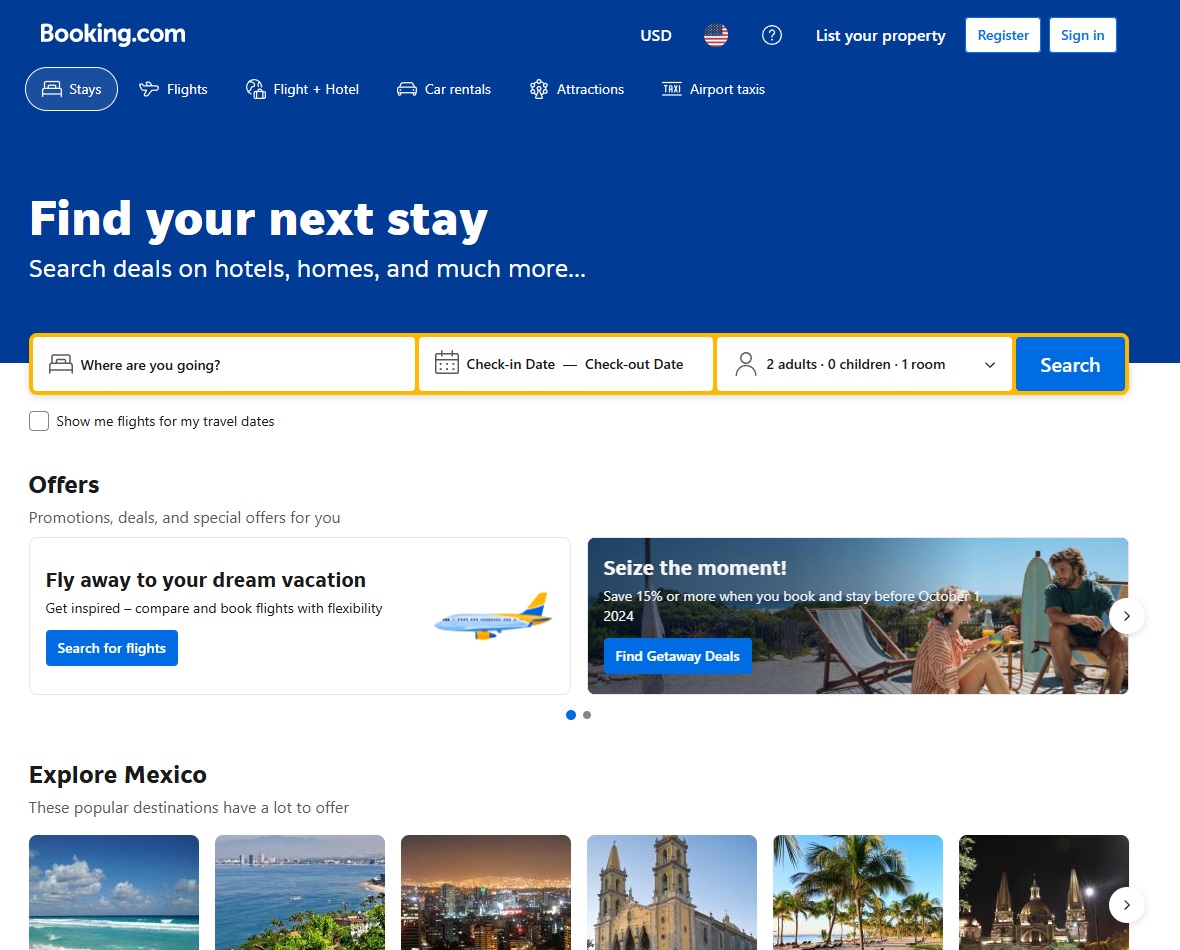 Booking.com
USD
List your property
Register
Sign in
Stays
Flights
Flight + Hotel
Car rentals
Attractions
TAXI
Airport taxis
Find your next stay
Search deals on hotels, homes, and much more...
Where are you going?
Check-in Date — Check-out Date
2 adults · 0 children · 1 room
Search
Show me flights for my travel dates
Offers
Promotions, deals, and special offers for you
Fly away to your dream vacation
Get inspired – compare and book flights with flexibility
Search for flights
Seize the moment!
Save 15% or more when you book and stay before October 1,
2024
Find Getaway Deals
Explore Mexico
These popular destinations have a lot to offer